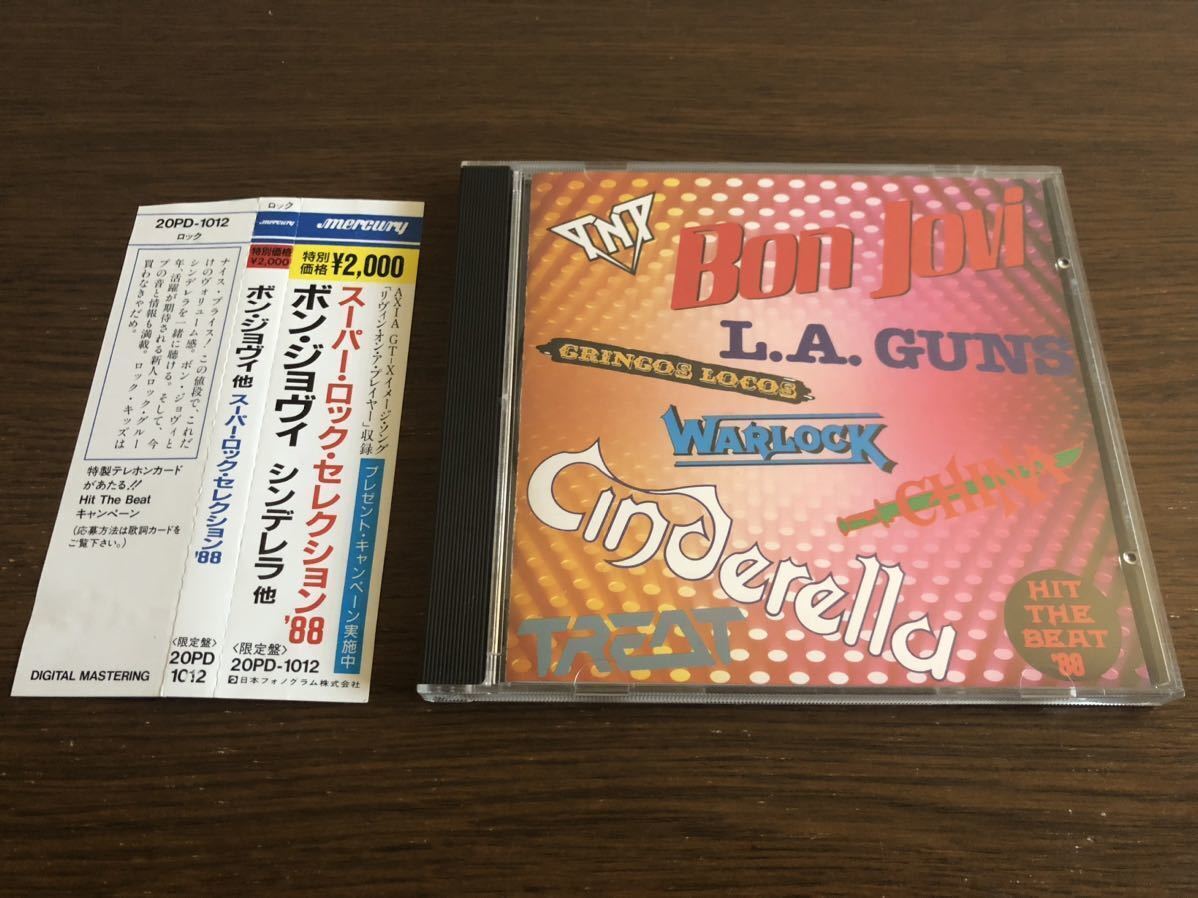 20PD-1012
ロック
ナイス・プライス!この値段で、これだ
けのヴォリューム感。ボン・ジョヴィと
シンデレラを一緒に聴ける。そして、今
年、活躍が期待される新人ロック・グルー
プの音と情報も満載。ロック・キッズは
買わなきゃだめ。
特製テレホンカード
があたる!!
Hit The Beat
キャンペーン
(応募方法は歌詞カードを
ご覧下さい。)
DIGITAL MASTERING
ロック
mercury
特別価格
¥2,000
ボン・ジョヴィ他 スーパー・ロック・セレクション'88
〈限定盤〉
20PD
1012
mercury
特別
価格 ¥2,000
AXIA GT-Xイメージ・ソング
「リヴィン・オン・ア・プレイヤー」収録
プレゼント・キャンペーン実施中
スーパー・ロック・セレクション'88
ボン・ジョヴィ シンデレラ 他
〈限定盤〉
20PD-1012
日本フォノグラム株式会社
TNT
Bon Jovi
L.A. GUNS
GRINGOS LOCOS
WARLOCK
CHINA
Cinderella
TREAT
HIT
THE
BEAT
'88